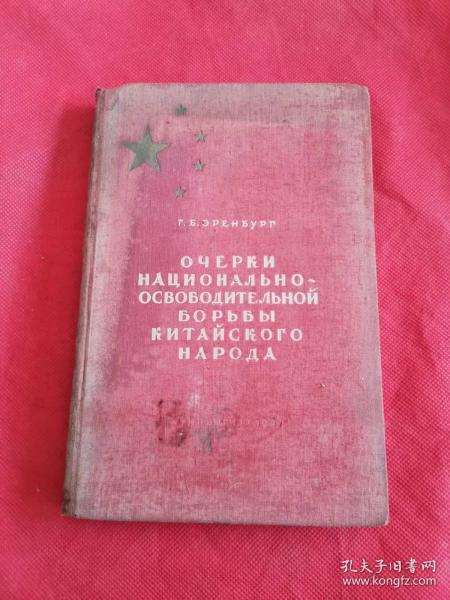 Г. Б. ЭРЕНБУРГ
ОЧЕРКИ
НАЦИОНАЛЬНО-
ОСВОБОДИТЕЛЬНОЙ
БОРЬБЫ
КИТАЙСКОГО
НАРОДА
孔夫子旧书网
www.kongfz.com